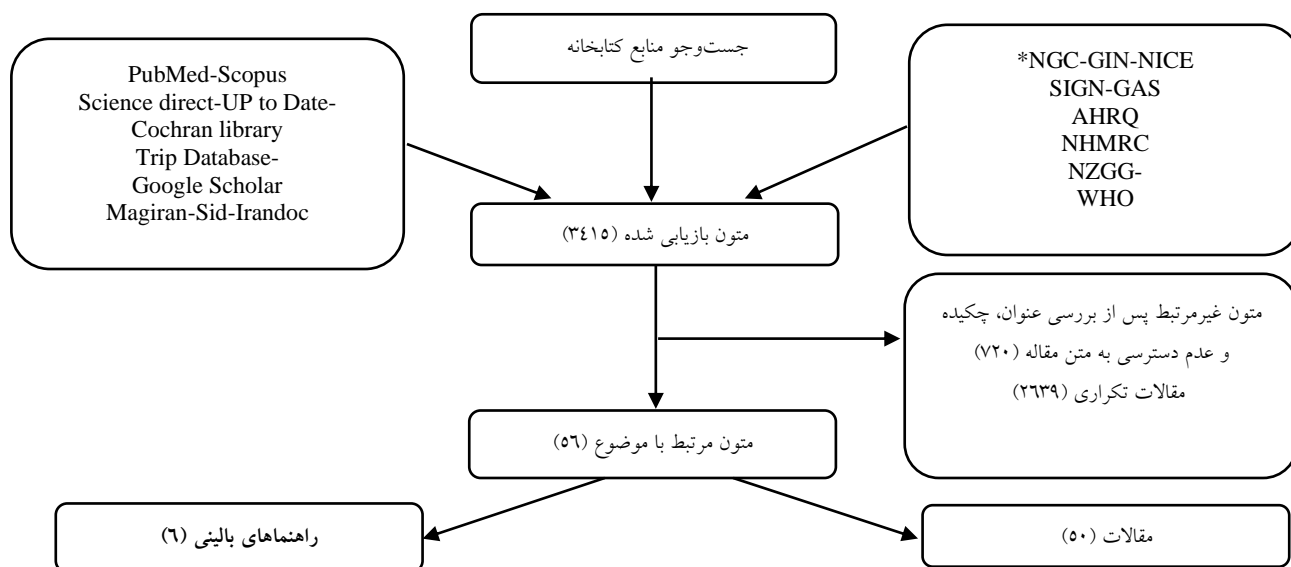 جست‌وجو منابع کتابخانه
PubMed-Scopus
Science direct-UP to Date-
Cochran library
Trip Database-
Google Scholar
Magiran-Sid-Irandoc
*NGC-GIN-NICE
SIGN-GAS
AHRQ
NHMRC
NZGG-
WHO
متون بازیابی شده (۳٤۱٥)
متون غیرمرتبط پس از بررسی عنوان، چکیده
و عدم دسترسی به متن مقاله (۷۲۰)
مقالات تکراری (۲٦۳۹)
متون مرتبط با موضوع (٥٦)
راهنماهای بالینی (٦)
مقالات (٥۰)